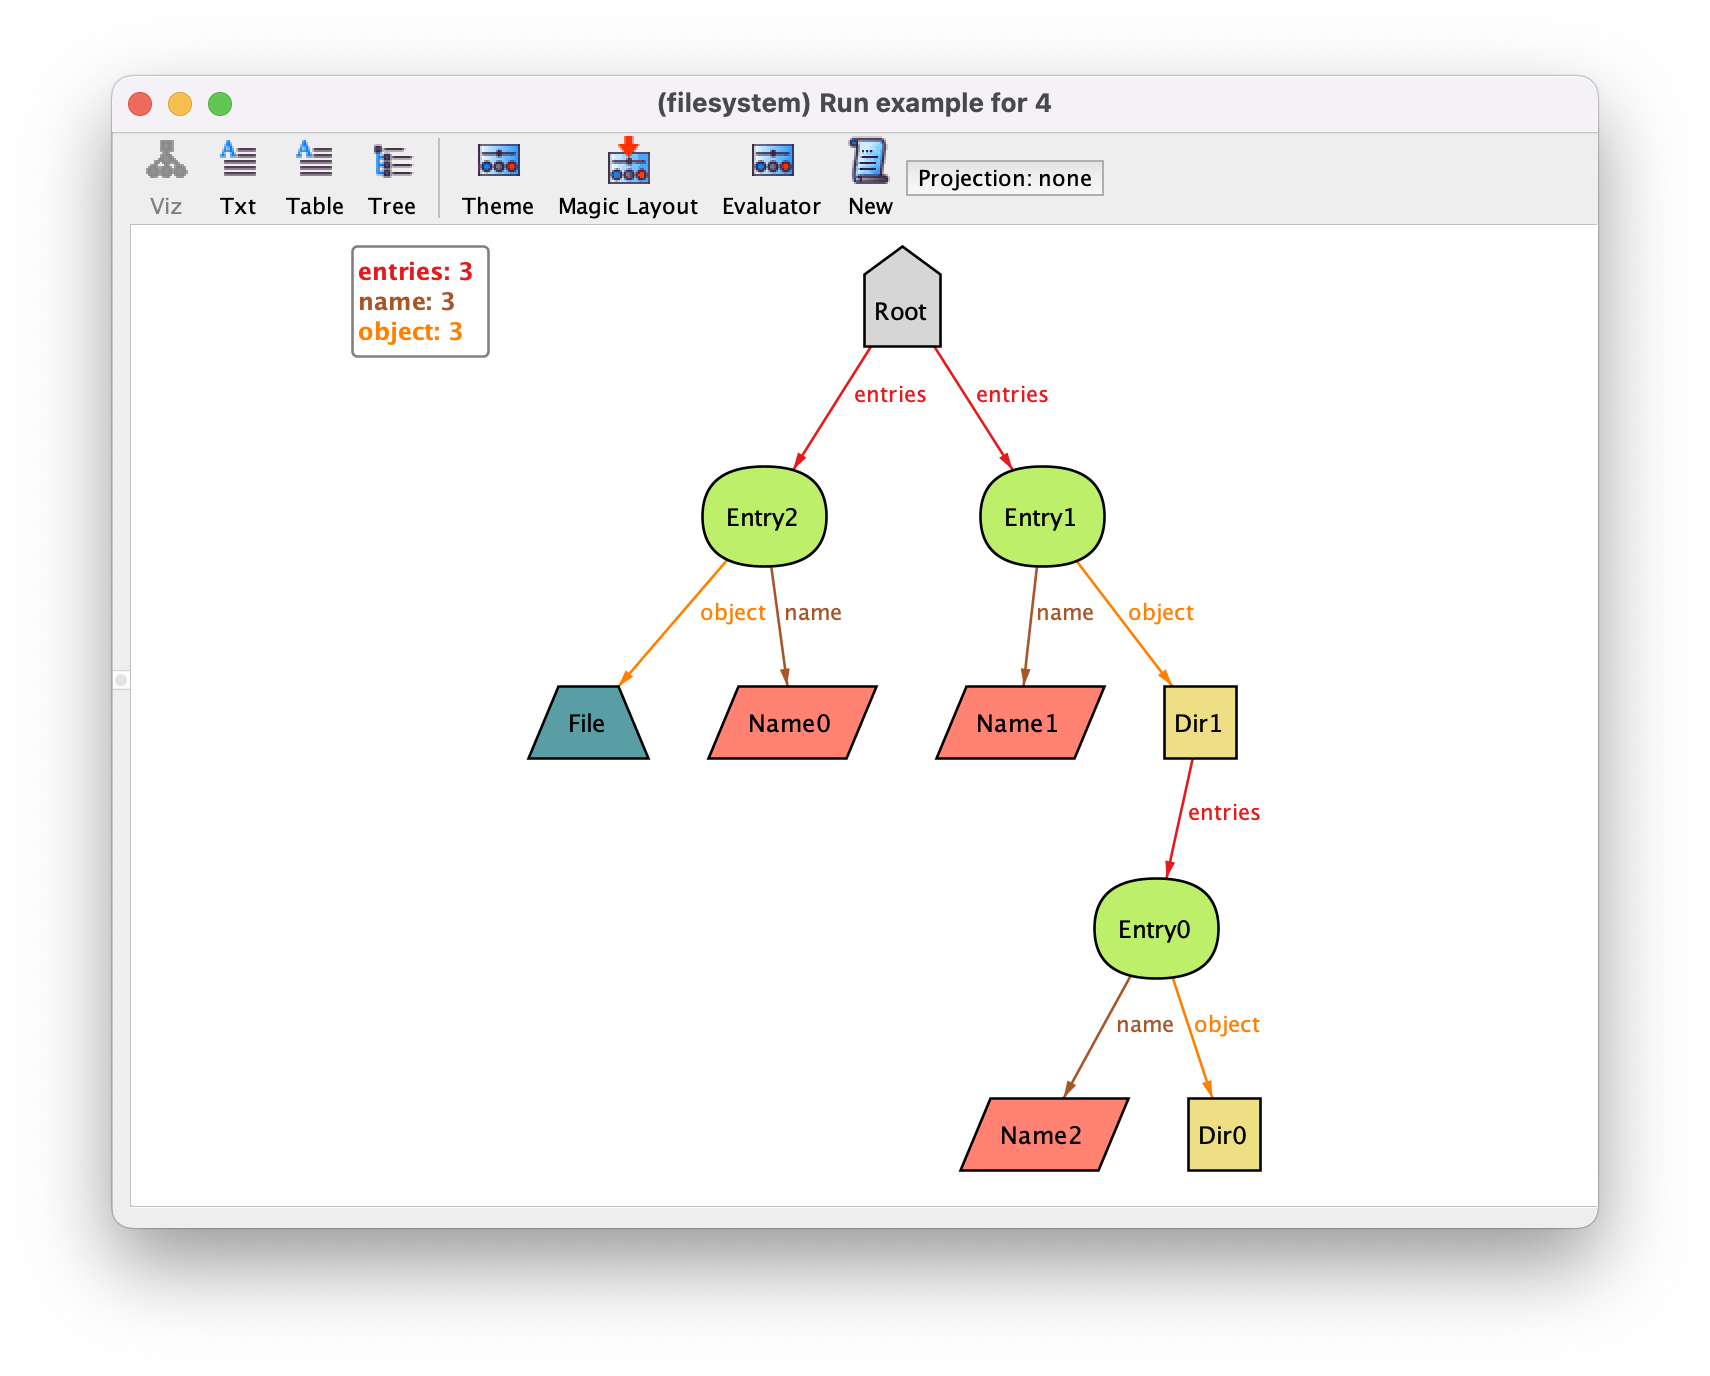 (filesystem) Run example for 4
Viz Txt Table Tree Theme Magic Layout Evaluator New Projection: none
entries: 3
name: 3
object: 3
Root
entries entries
Entry2 Entry1
object name name object
File Name0 Name1 Dir1
entries
Entry0
name object
Name2 Dir0